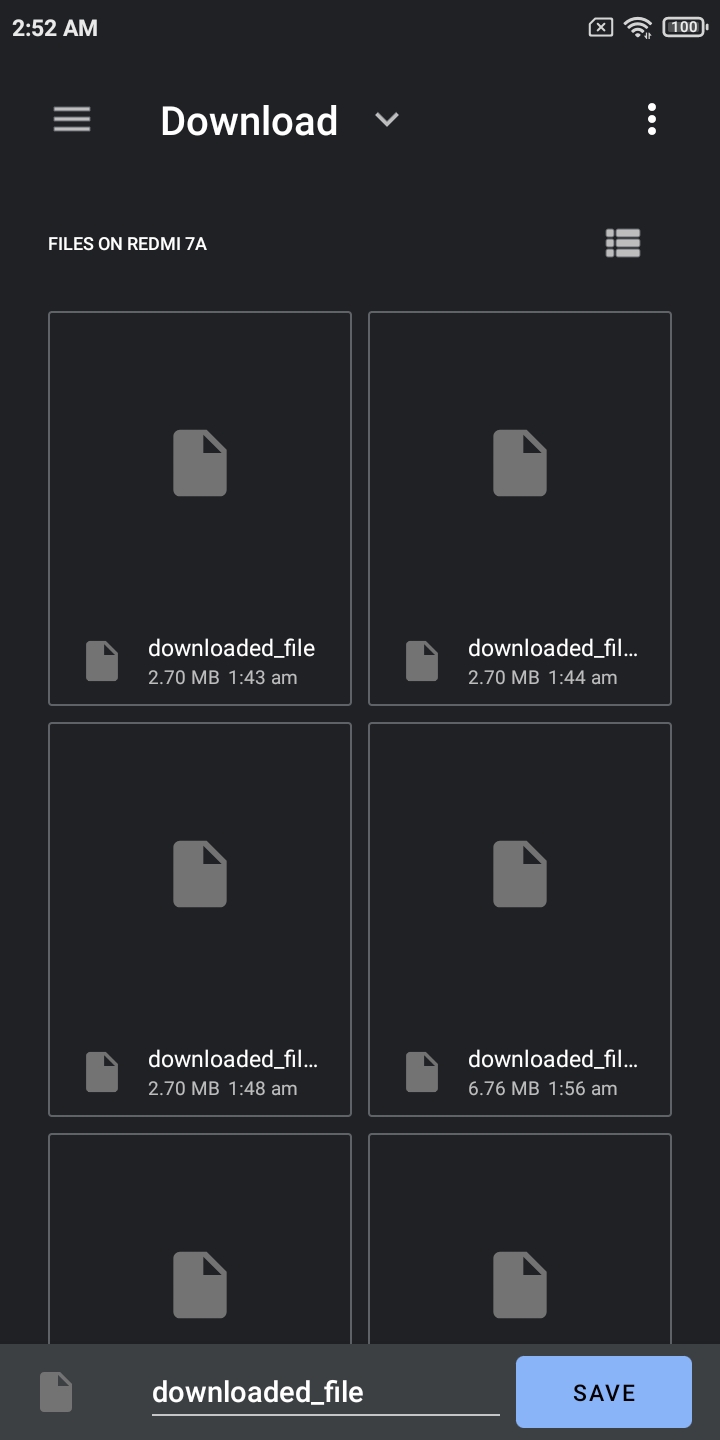 2:52 AM
100
Download
FILES ON REDMI 7A
downloaded_file
2.70 MB 1:43 am
downloaded_fil…
2.70 MB 1:44 am
downloaded_fil…
2.70 MB 1:48 am
downloaded_fil…
6.76 MB 1:56 am
downloaded_file
SAVE